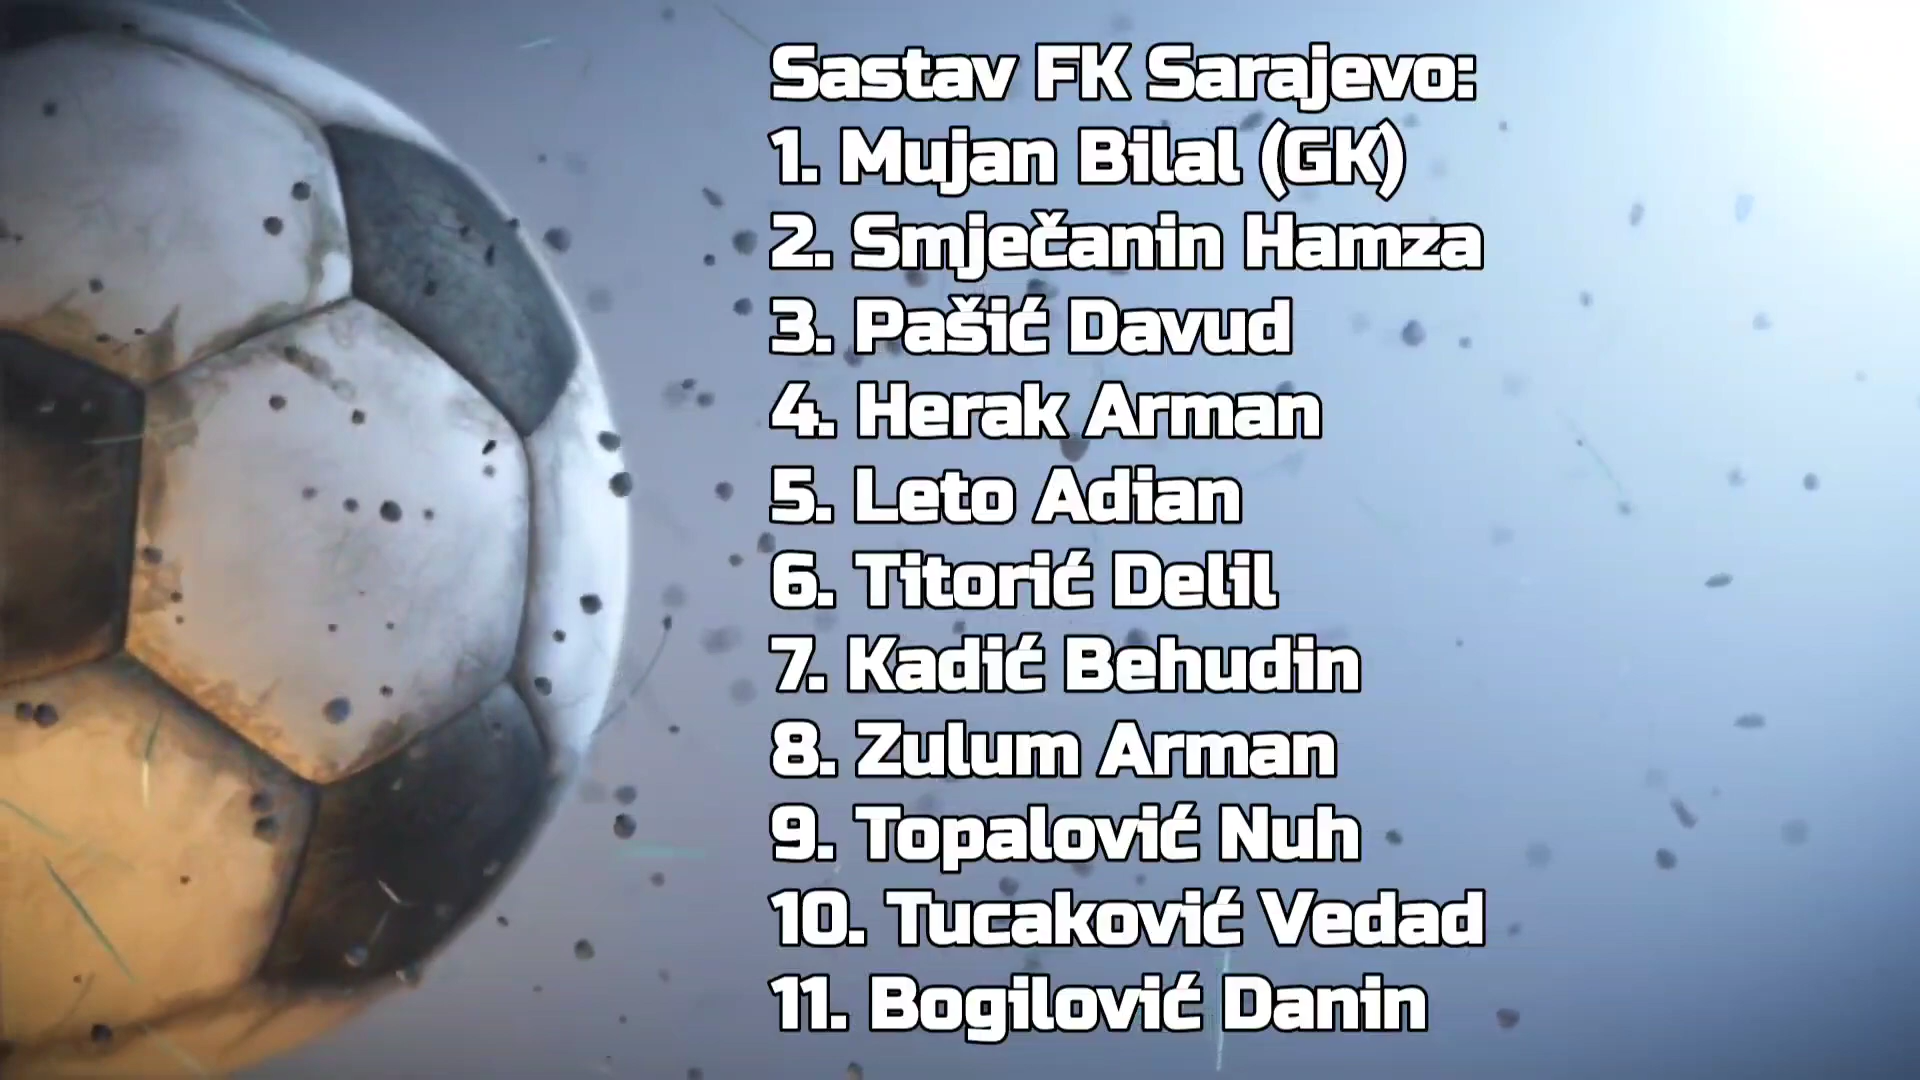 Sastav FK Sarajevo:
1. Mujan Bilal (GK)
2. Smječanin Hamza
3. Pašić Davud
4. Herak Arman
5. Leto Adian
6. Titorić Delil
7. Kadić Behudin
8. Zulum Arman
9. Topalović Nuh
10. Tucaković Vedad
11. Bogilović Danin